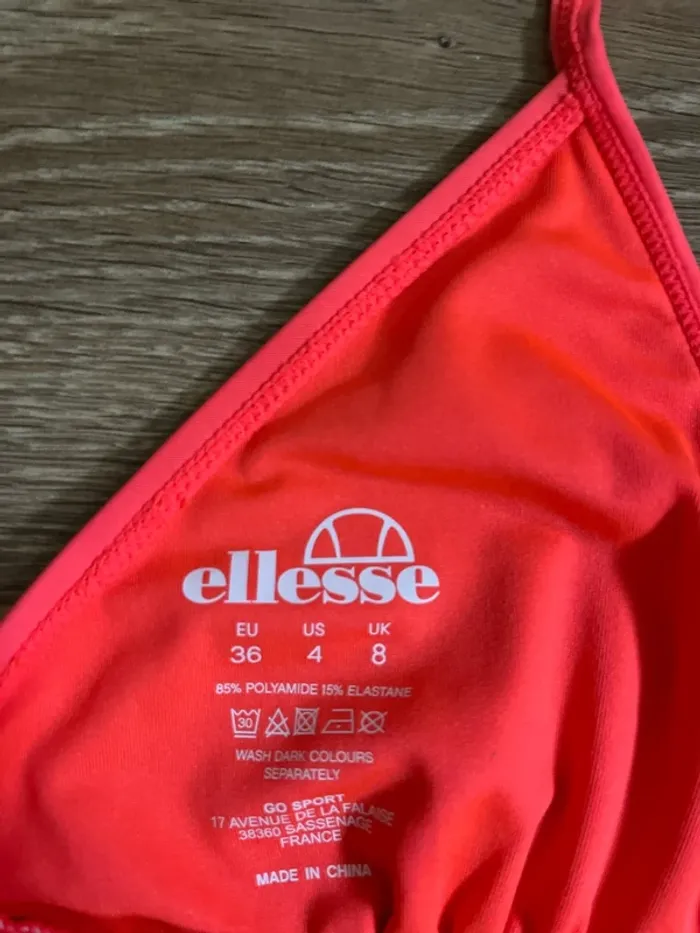 ellesse
EU US UK
36 4 8
85% POLYAMIDE 15% ELASTANE
30
WASH DARK COLOURS
SEPARATELY
GO SPORT
17 AVENUE DE LA FALAISE
38360 SASSENAGE
FRANCE
MADE IN CHINA